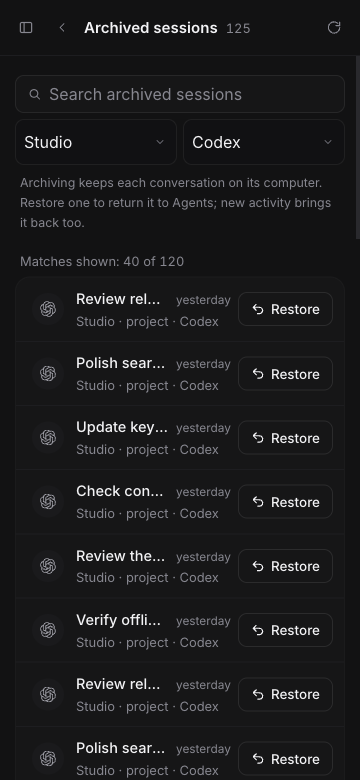 Archived sessions 125
Search archived sessions
Studio
Codex
Archiving keeps each conversation on its computer.
Restore one to return it to Agents; new activity brings
it back too.
Matches shown: 40 of 120
Review rel... yesterday
Studio · project · Codex
Restore
Polish sear... yesterday
Studio · project · Codex
Restore
Update key... yesterday
Studio · project · Codex
Restore
Check con... yesterday
Studio · project · Codex
Restore
Review the... yesterday
Studio · project · Codex
Restore
Verify offli... yesterday
Studio · project · Codex
Restore
Review rel... yesterday
Studio · project · Codex
Restore
Polish sear... yesterday
Studio · project · Codex
Restore